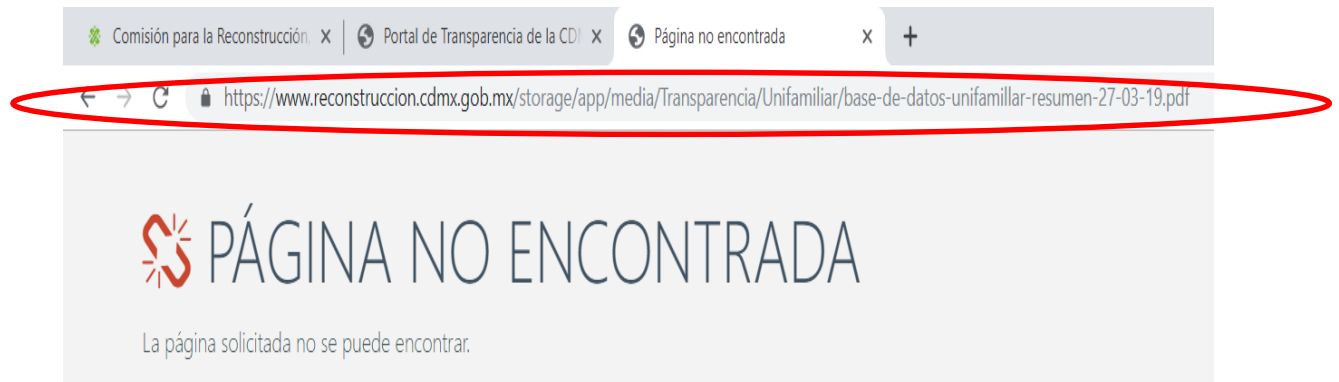 Comisión para la Reconstrucción, Portal de Transparencia de la CD Página no encontrada
https://www.reconstruccion.cdmx.gob.mx/storage/app/media/Transparencia/Unifamiliar/base-de-datos-unifamillar-resumen-27-03-19.pdf
PÁGINA NO ENCONTRADA
La página solicitada no se puede encontrar.